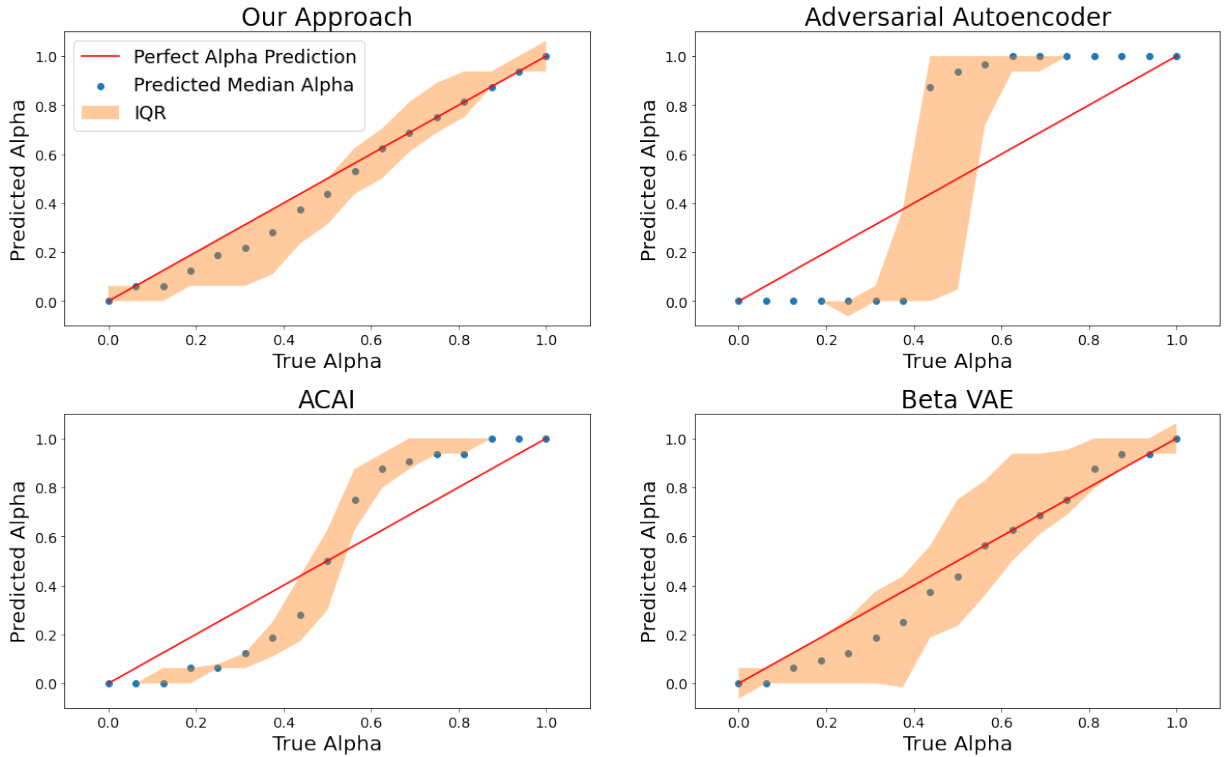 Our Approach
Perfect Alpha Prediction
Predicted Median Alpha
IQR
Predicted Alpha
1.0
0.8
0.6
0.4
0.2
0.0
0.0 0.2 0.4 0.6 0.8 1.0
True Alpha
Adversarial Autoencoder
Predicted Alpha
1.0
0.8
0.6
0.4
0.2
0.0
0.0 0.2 0.4 0.6 0.8 1.0
True Alpha
ACAI
Predicted Alpha
1.0
0.8
0.6
0.4
0.2
0.0
0.0 0.2 0.4 0.6 0.8 1.0
True Alpha
Beta VAE
Predicted Alpha
1.0
0.8
0.6
0.4
0.2
0.0
0.0 0.2 0.4 0.6 0.8 1.0
True Alpha